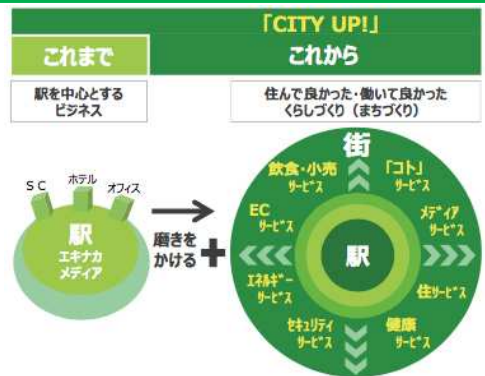 「CITY UP!」
これまで
これから
駅を中心とする
ビジネス
住んで良かった・働いて良かった
くらしづくり（まちづくり）
SC
ホテル
オフィス
駅
エキナカ
メディア
磨きを
かける
＋
街
飲食・小売
サービス
「コト」
サービス
EC
サービス
メディア
サービス
駅
エネルギー
サービス
住サービス
セキュリティ
サービス
健康
サービス